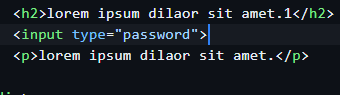 <h2>lorem ipsum dilaor sit amet.1</h2>
<input type="password">
<p>lorem ipsum dilaor sit amet.</p>